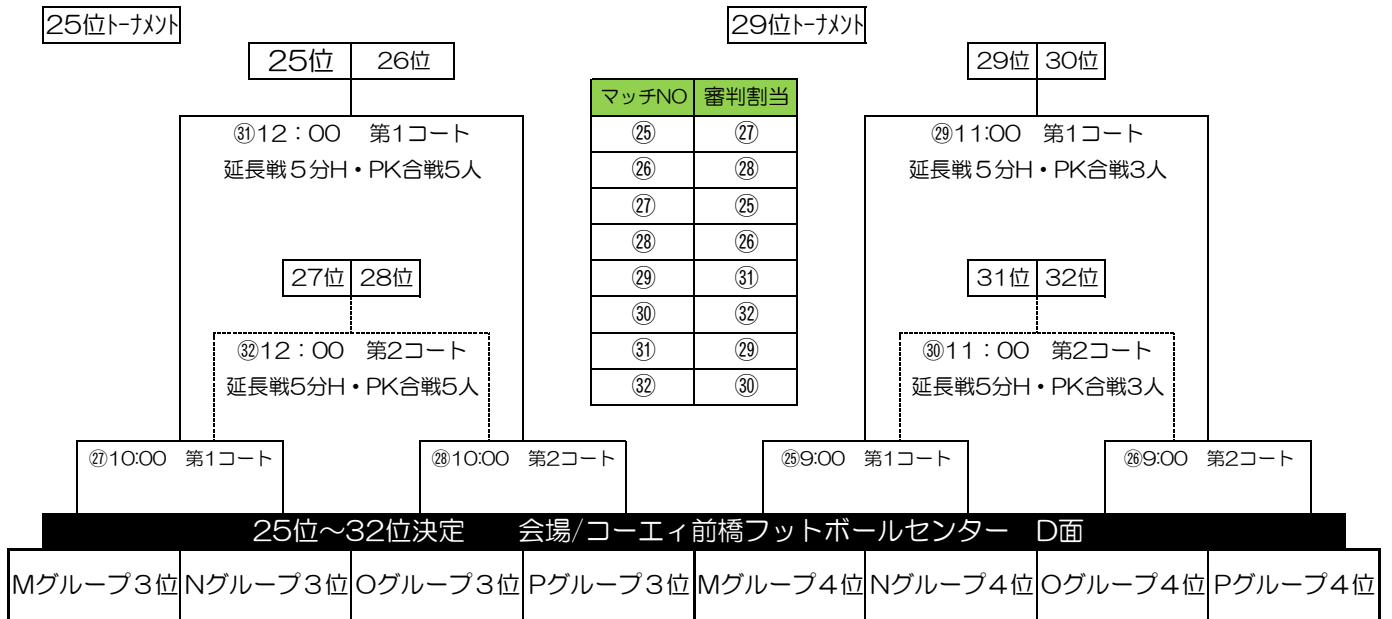 25位トーナメント
29位トーナメント
25位 26位
29位 30位
マッチNO 審判割当
㉕ ㉗
㉖ ㉘
㉗ ㉕
㉘ ㉖
㉙ ㉛
㉚ ㉜
㉛ ㉙
㉜ ㉚
㉛12:00 第1コート
延長戦5分H・PK合戦5人
㉙11:00 第1コート
延長戦5分H・PK合戦3人
27位 28位
31位 32位
㉜12:00 第2コート
延長戦5分H・PK合戦5人
㉚11:00 第2コート
延長戦5分H・PK合戦3人
㉗10:00 第1コート
㉘10:00 第2コート
㉕9:00 第1コート
㉖9:00 第2コート
25位~32位決定 会場/コーエィ前橋フットボールセンター D面
Mグループ3位 Nグループ3位 Oグループ3位 Pグループ3位 Mグループ4位 Nグループ4位 Oグループ4位 Pグループ4位